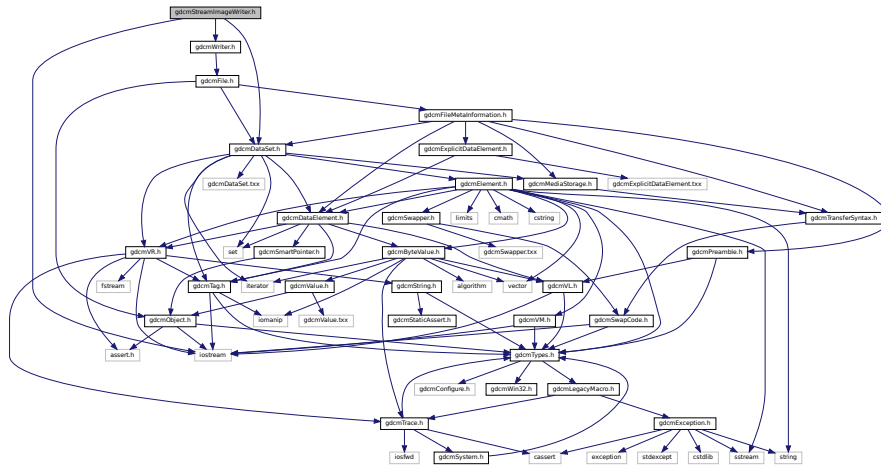 gdcmStreamImageWriter.h
gdcmWriter.h
gdcmFile.h
gdcmFileMetaInformation.h
gdcmDataSet.h
gdcmExplicitDataElement.h
gdcmDataSet.txx
gdcmElement.h
gdcmMediaStorage.h
gdcmExplicitDataElement.txx
gdcmDataElement.h
gdcmSwapper.h
limits
cmath
cstring
gdcmTransferSyntax.h
gdcmVR.h
set
gdcmSmartPointer.h
gdcmByteValue.h
gdcmSwapper.txx
gdcmPreamble.h
fstream
gdcmTag.h
iterator
gdcmValue.h
gdcmString.h
algorithm
vector
gdcmVL.h
gdcmObject.h
iomanip
gdcmValue.txx
gdcmStaticAssert.h
gdcmVM.h
gdcmSwapCode.h
assert.h
iostream
gdcmTypes.h
gdcmConfigure.h
gdcmWin32.h
gdcmLegacyMacro.h
gdcmTrace.h
gdcmException.h
iosfwd
gdcmSystem.h
cassert
exception
stdexcept
cstdlib
sstream
string